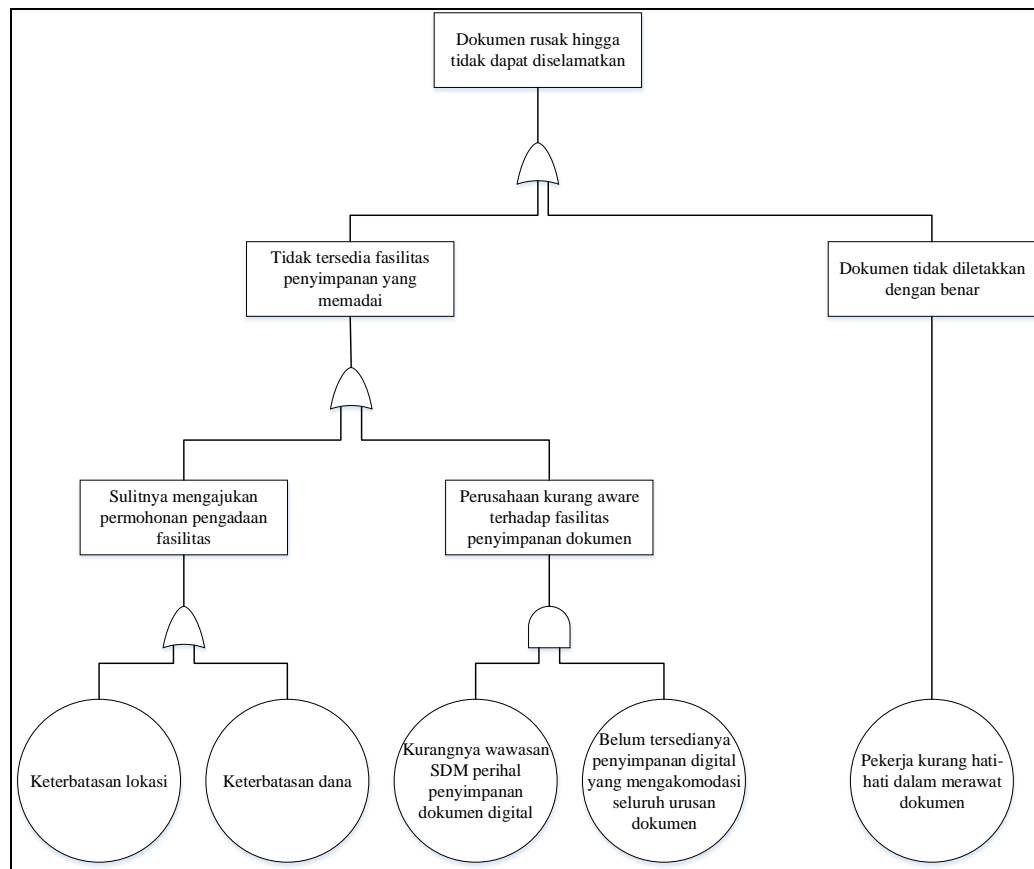 Dokumen rusak hingga
tidak dapat diselamatkan
Tidak tersedia fasilitas
penyimpanan yang
memadai
Dokumen tidak diletakkan
dengan benar
Sulitnya mengajukan
permohonan pengadaan
fasilitas
Perusahaan kurang aware
terhadap fasilitas
penyimpanan dokumen
Keterbatasan lokasi
Keterbatasan dana
Kurangnya wawasan
SDM perihal
penyimpanan
dokumen digital
Belum tersedianya
penyimpanan digital
yang mengakomodasi
seluruh urusan
dokumen
Pekerja kurang hati-
hati dalam merawat
dokumen